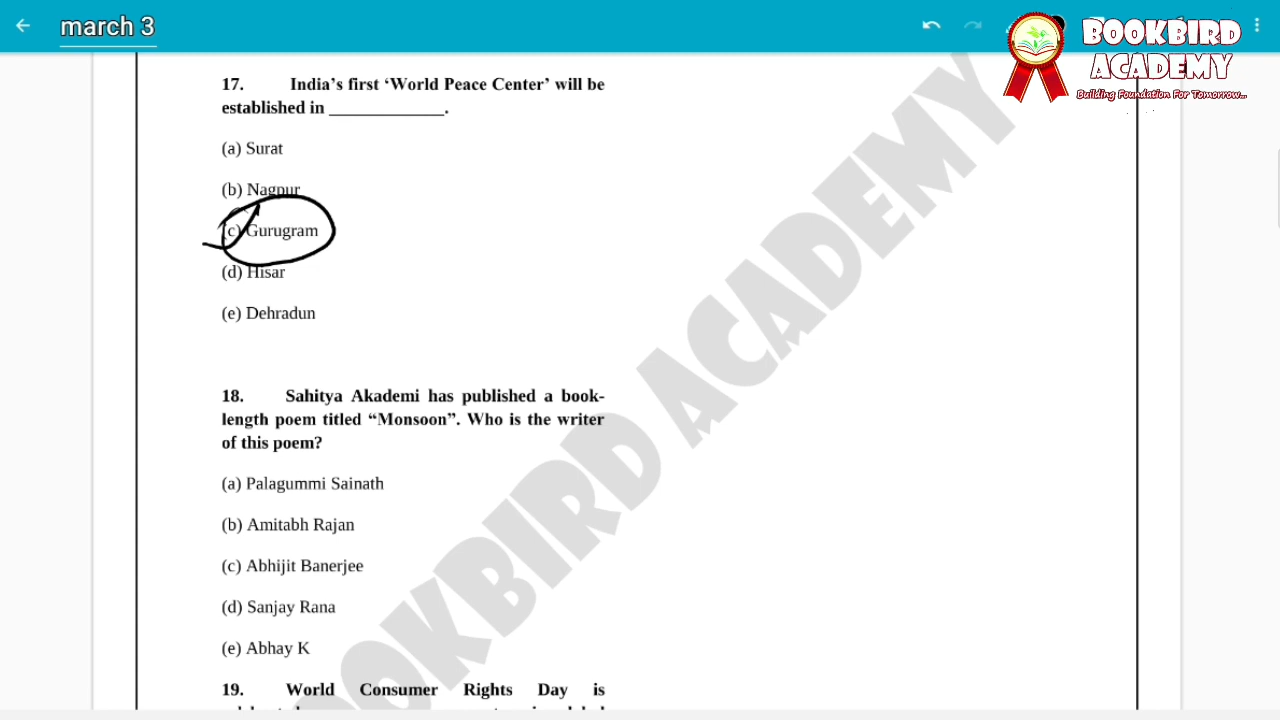 march 3
BOOKBIRD
ACADEMY
Building Foundation For Tomorrow...
17. India's first ‘World Peace Center’ will be
established in _____________.
(a) Surat
(b) Nagpur
(c) Gurugram
(d) Hisar
(e) Dehradun
18. Sahitya Akademi has published a book-
length poem titled “Monsoon”. Who is the writer
of this poem?
(a) Palagummi Sainath
(b) Amitabh Rajan
(c) Abhijit Banerjee
(d) Sanjay Rana
(e) Abhay K
19. World Consumer Rights Day is
BOOKBIRD ACADEMY